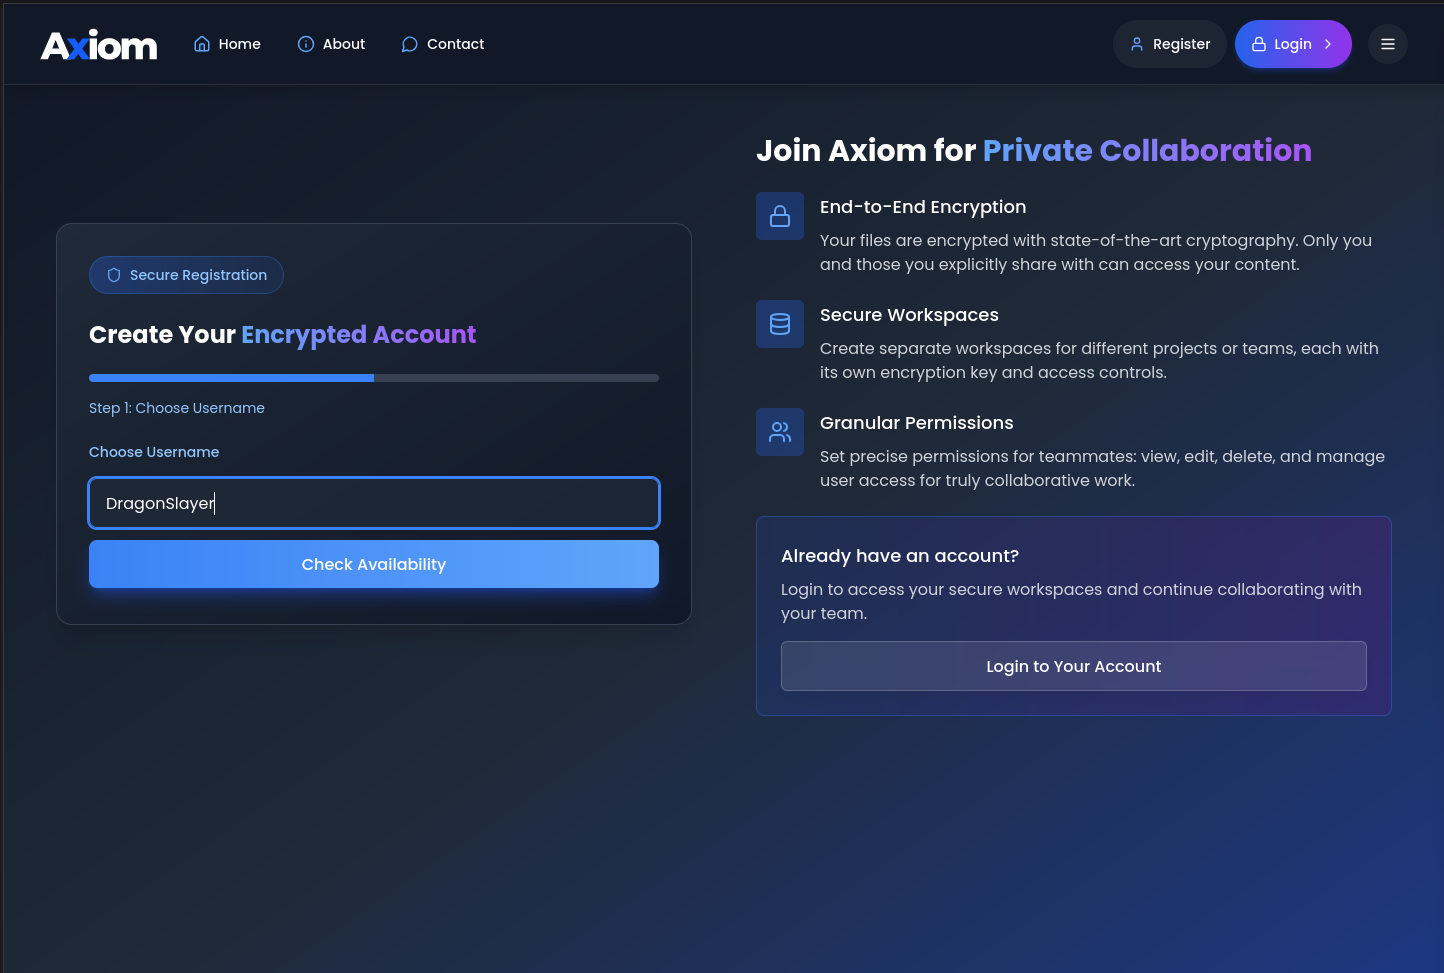 Axiom
Home
About
Contact
Register
Login
Secure Registration
Create Your Encrypted Account
Step 1: Choose Username
Choose Username
DragonSlayer
Check Availability
Join Axiom for Private Collaboration
End-to-End Encryption
Your files are encrypted with state-of-the-art cryptography. Only you
and those you explicitly share with can access your content.
Secure Workspaces
Create separate workspaces for different projects or teams, each with
its own encryption key and access controls.
Granular Permissions
Set precise permissions for teammates: view, edit, delete, and manage
user access for truly collaborative work.
Already have an account?
Login to access your secure workspaces and continue collaborating with
your team.
Login to Your Account